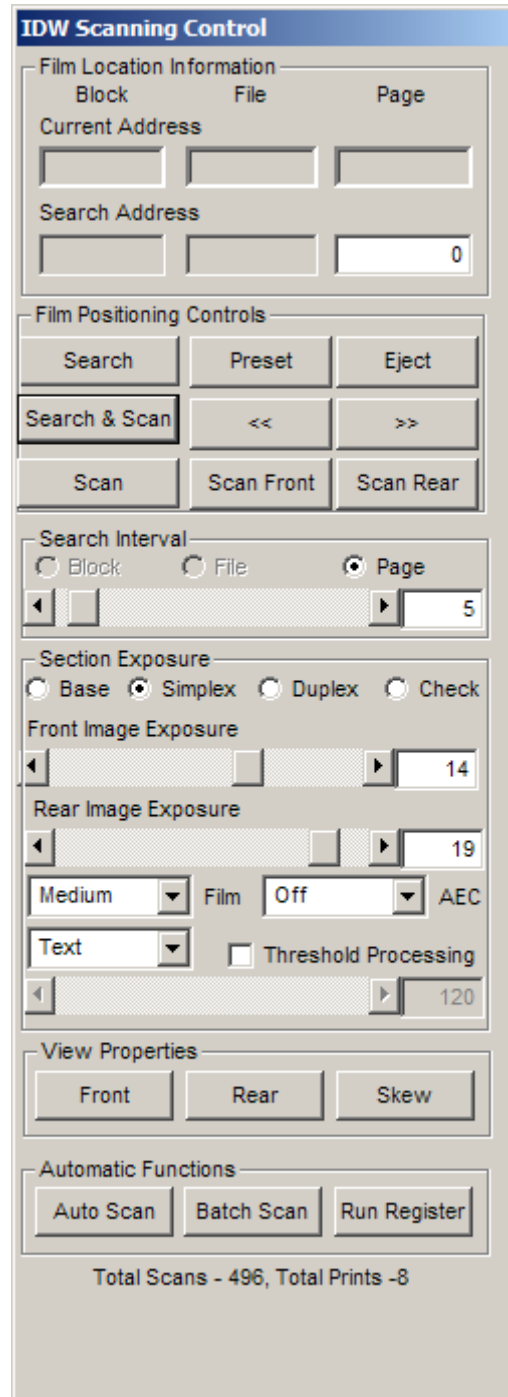 IDW Scanning Control
Film Location Information
Block File Page
Current Address
Search Address
0
Film Positioning Controls
Search Preset Eject
Search & Scan << >>
Scan Scan Front Scan Rear
Search Interval
Block File Page
5
Section Exposure
Base Simplex Duplex Check
Front Image Exposure
14
Rear Image Exposure
19
Medium Film Off AEC
Text Threshold Processing
120
View Properties
Front Rear Skew
Automatic Functions
Auto Scan Batch Scan Run Register
Total Scans - 496, Total Prints -8